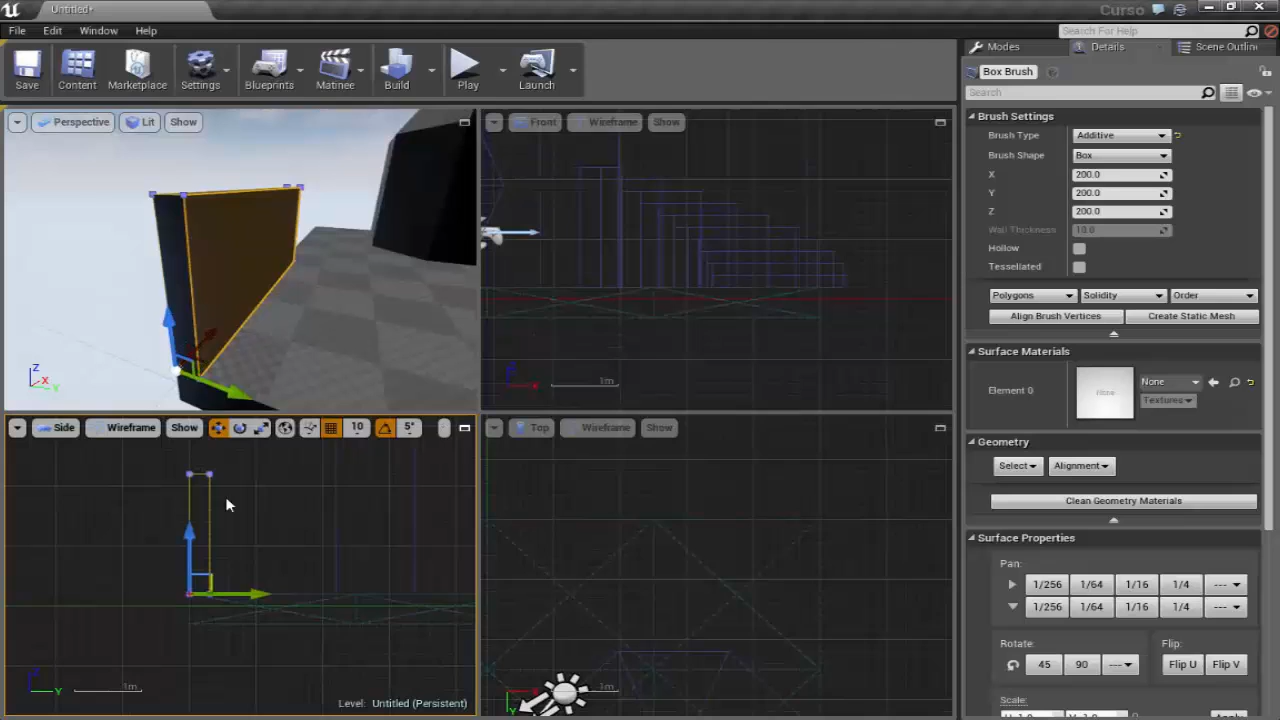 Untitled*
Curso
File Edit Window Help
Search For Help
Save Content Marketplace Settings Blueprints Matinee Build Play Launch
Modes Details Scene Outline
Box Brush
Search
Perspective Lit Show
Front Wireframe Show
Brush Settings
Brush Type Additive
Brush Shape Box
X 200.0
Y 200.0
Z 200.0
Wall Thickness 10.0
Hollow
Tessellated
Polygons Solidity Order
Align Brush Vertices Create Static Mesh
Surface Materials
Element 0 None None
Textures
Z
X
Y
1m
Side Wireframe Show 10 5°
Top Wireframe Show
Geometry
Select Alignment
Clean Geometry Materials
Surface Properties
Pan:
1/256 1/64 1/16 1/4 ---
1/256 1/64 1/16 1/4 ---
Rotate: Flip:
45 90 --- Flip U Flip V
Scale:
Y 1m 1m
Level: Untitled (Persistent)
Y